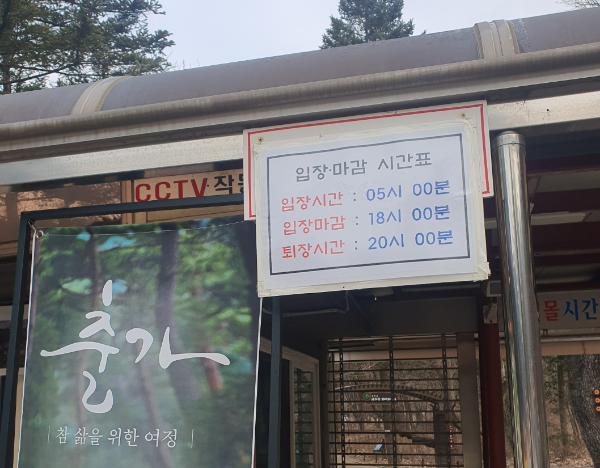 입장·마감 시간표
입장시간 : 05시 00분
입장마감 : 18시 00분
퇴장시간 : 20시 00분
CCTV·작동
몰시간
출가
참 삶을 위한 여정